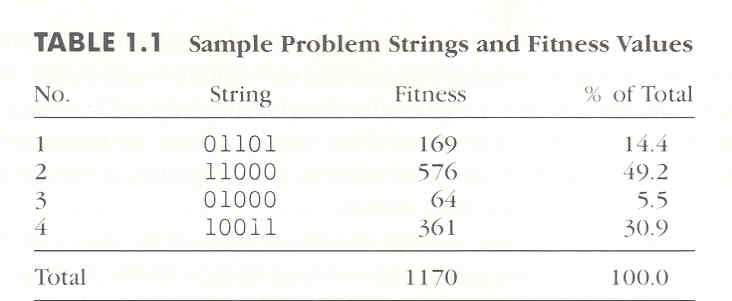 TABLE 1.1 Sample Problem Strings and Fitness Values
No. String Fitness % of Total
1 01101 169 14.4
2 11000 576 49.2
3 01000 64 5.5
4 10011 361 30.9
Total 1170 100.0